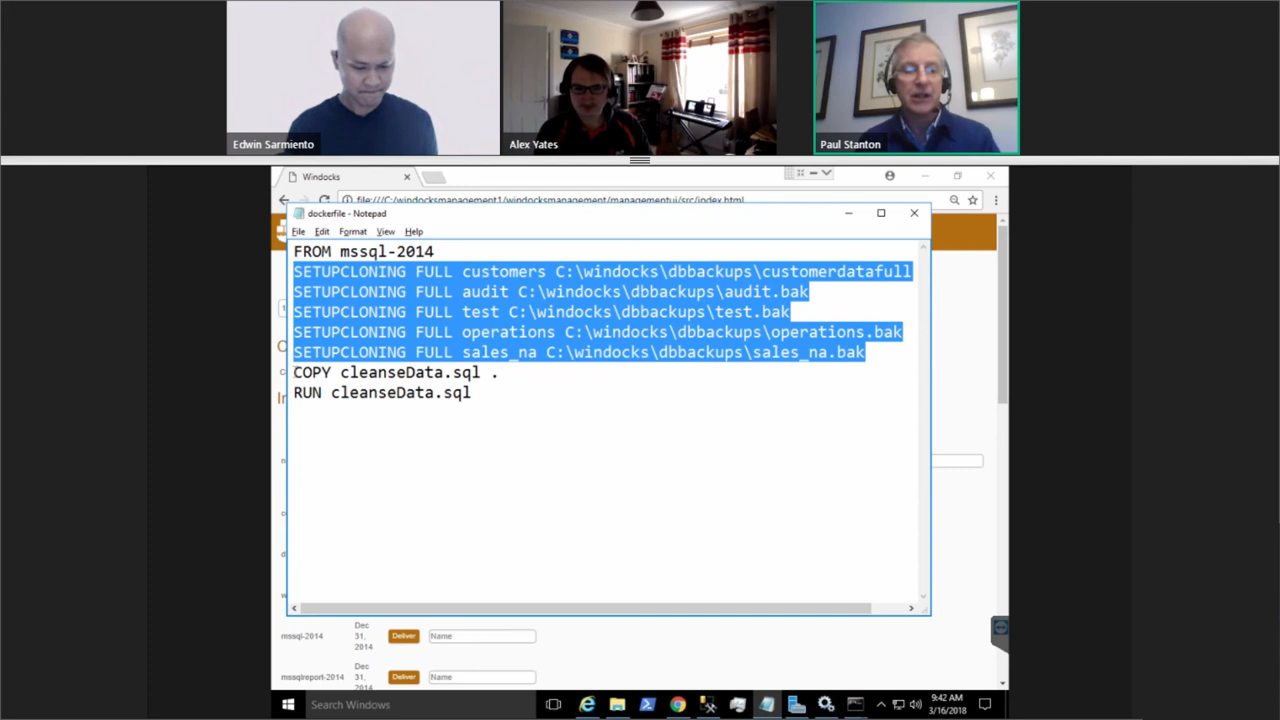 Edwin Sarmiento
Alex Yates
Paul Stanton
Windocks
file:///C:/windocksmanagement1/windocksmanagement/managementui/src/index.html
dockerfile - Notepad
File Edit Format View Help
FROM mssql-2014
SETUPCLONING FULL customers C:\windocks\dbbackups\customerdatafull
SETUPCLONING FULL audit C:\windocks\dbbackups\audit.bak
SETUPCLONING FULL test C:\windocks\dbbackups\test.bak
SETUPCLONING FULL operations C:\windocks\dbbackups\operations.bak
SETUPCLONING FULL sales_na C:\windocks\dbbackups\sales_na.bak
COPY cleanseData.sql .
RUN cleanseData.sql
mssql-2014 Dec 31, 2014 Deliver Name
mssqlreport-2014 Dec 31, 2014 Deliver Name
Search Windows
9:42 AM
3/16/2018